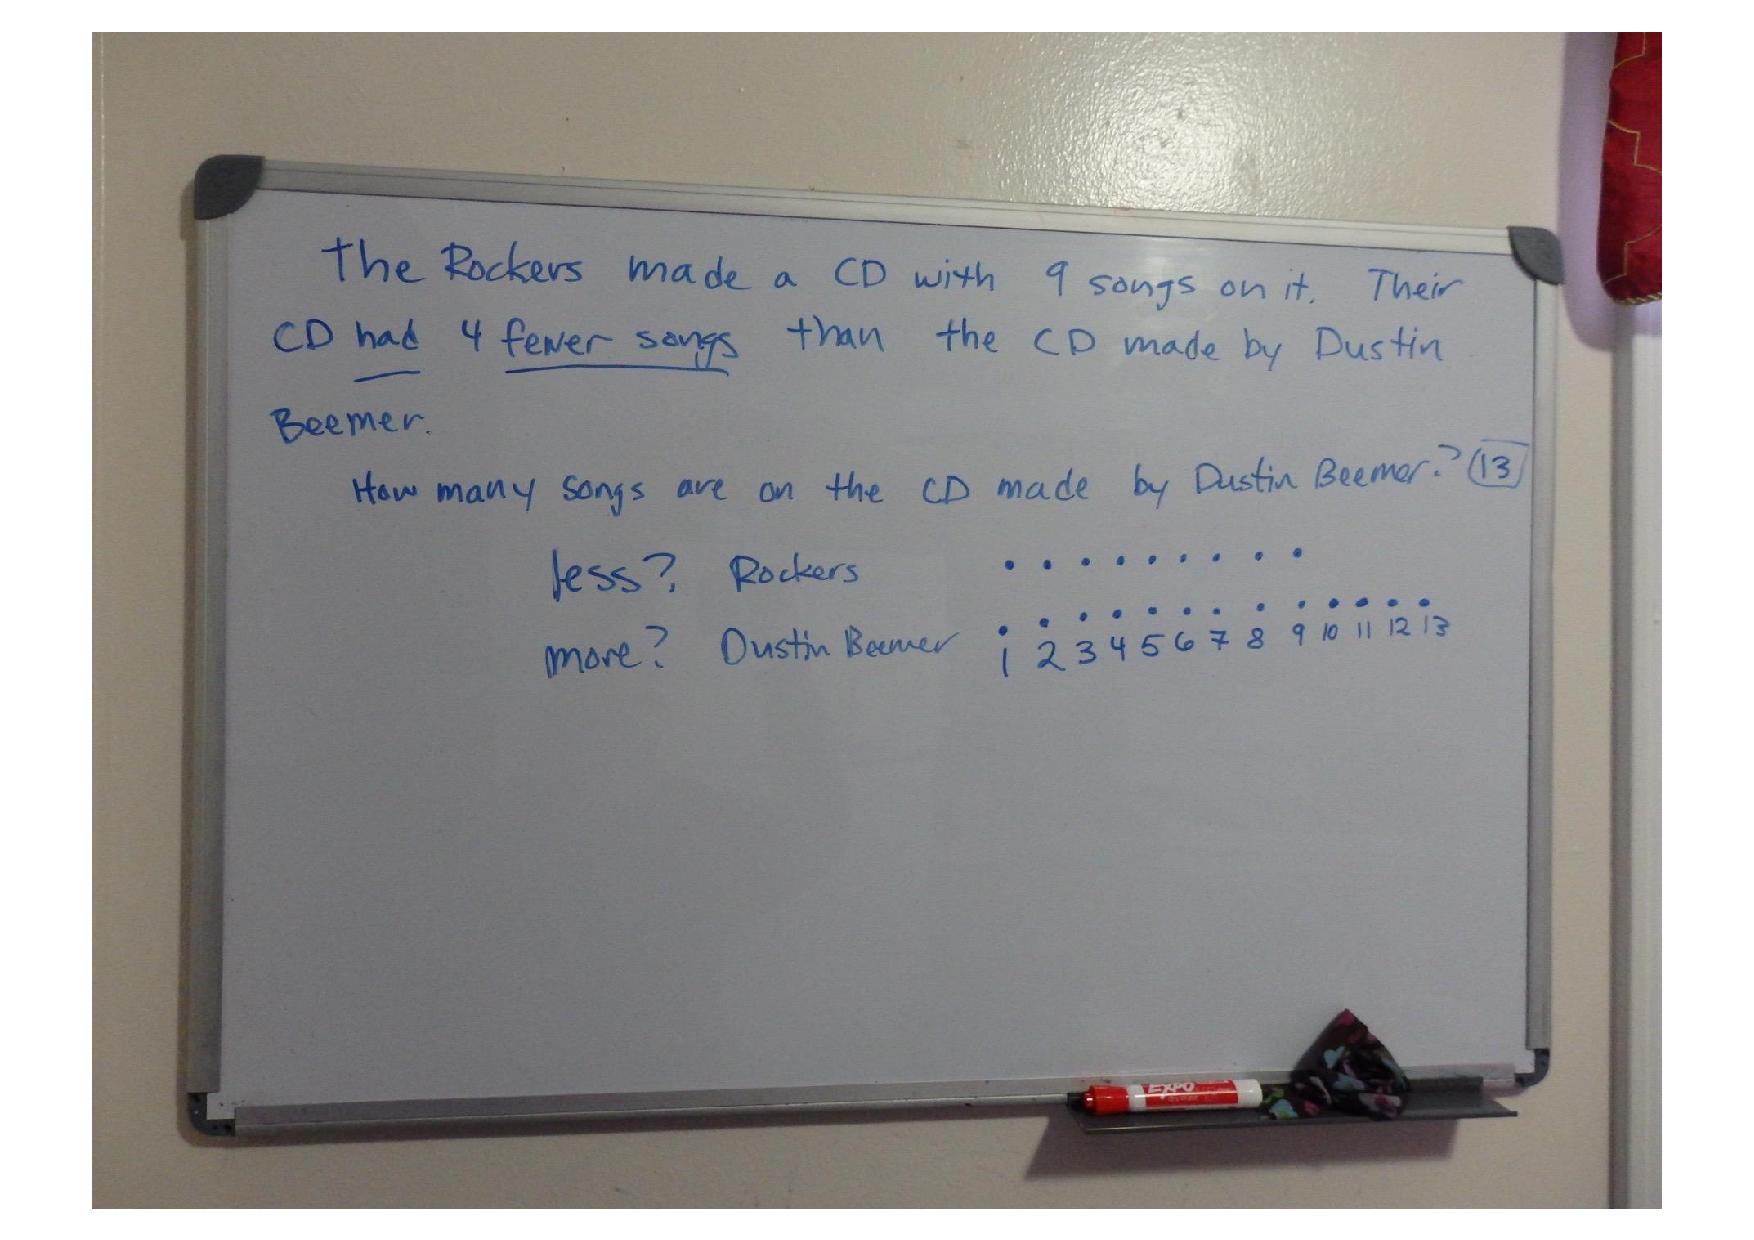 The Rockers made a CD with 9 songs on it. Their
CD had 4 fewer songs than the CD made by Dustin
Beemer.
How many songs are on the CD made by Dustin Beemer? 13
less? Rockers
more? Dustin Beemer
1 2 3 4 5 6 7 8 9 10 11 12 13
EXPO